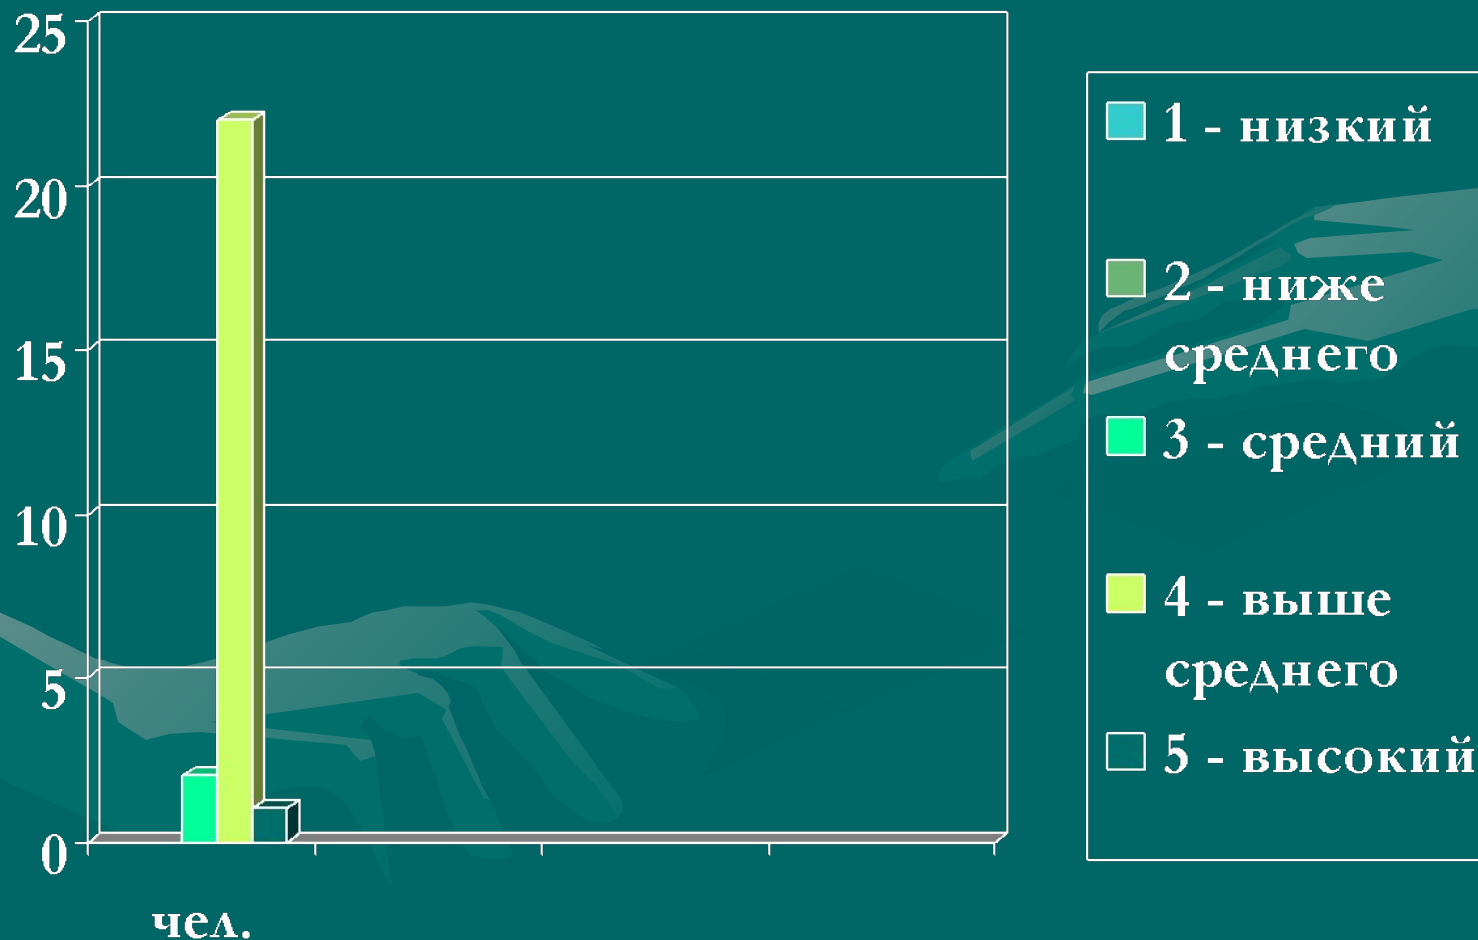 25
20
15
10
5
0
чел.
1 - низкий
2 - ниже
среднего
3 - средний
4 - выше
среднего
5 - высокий